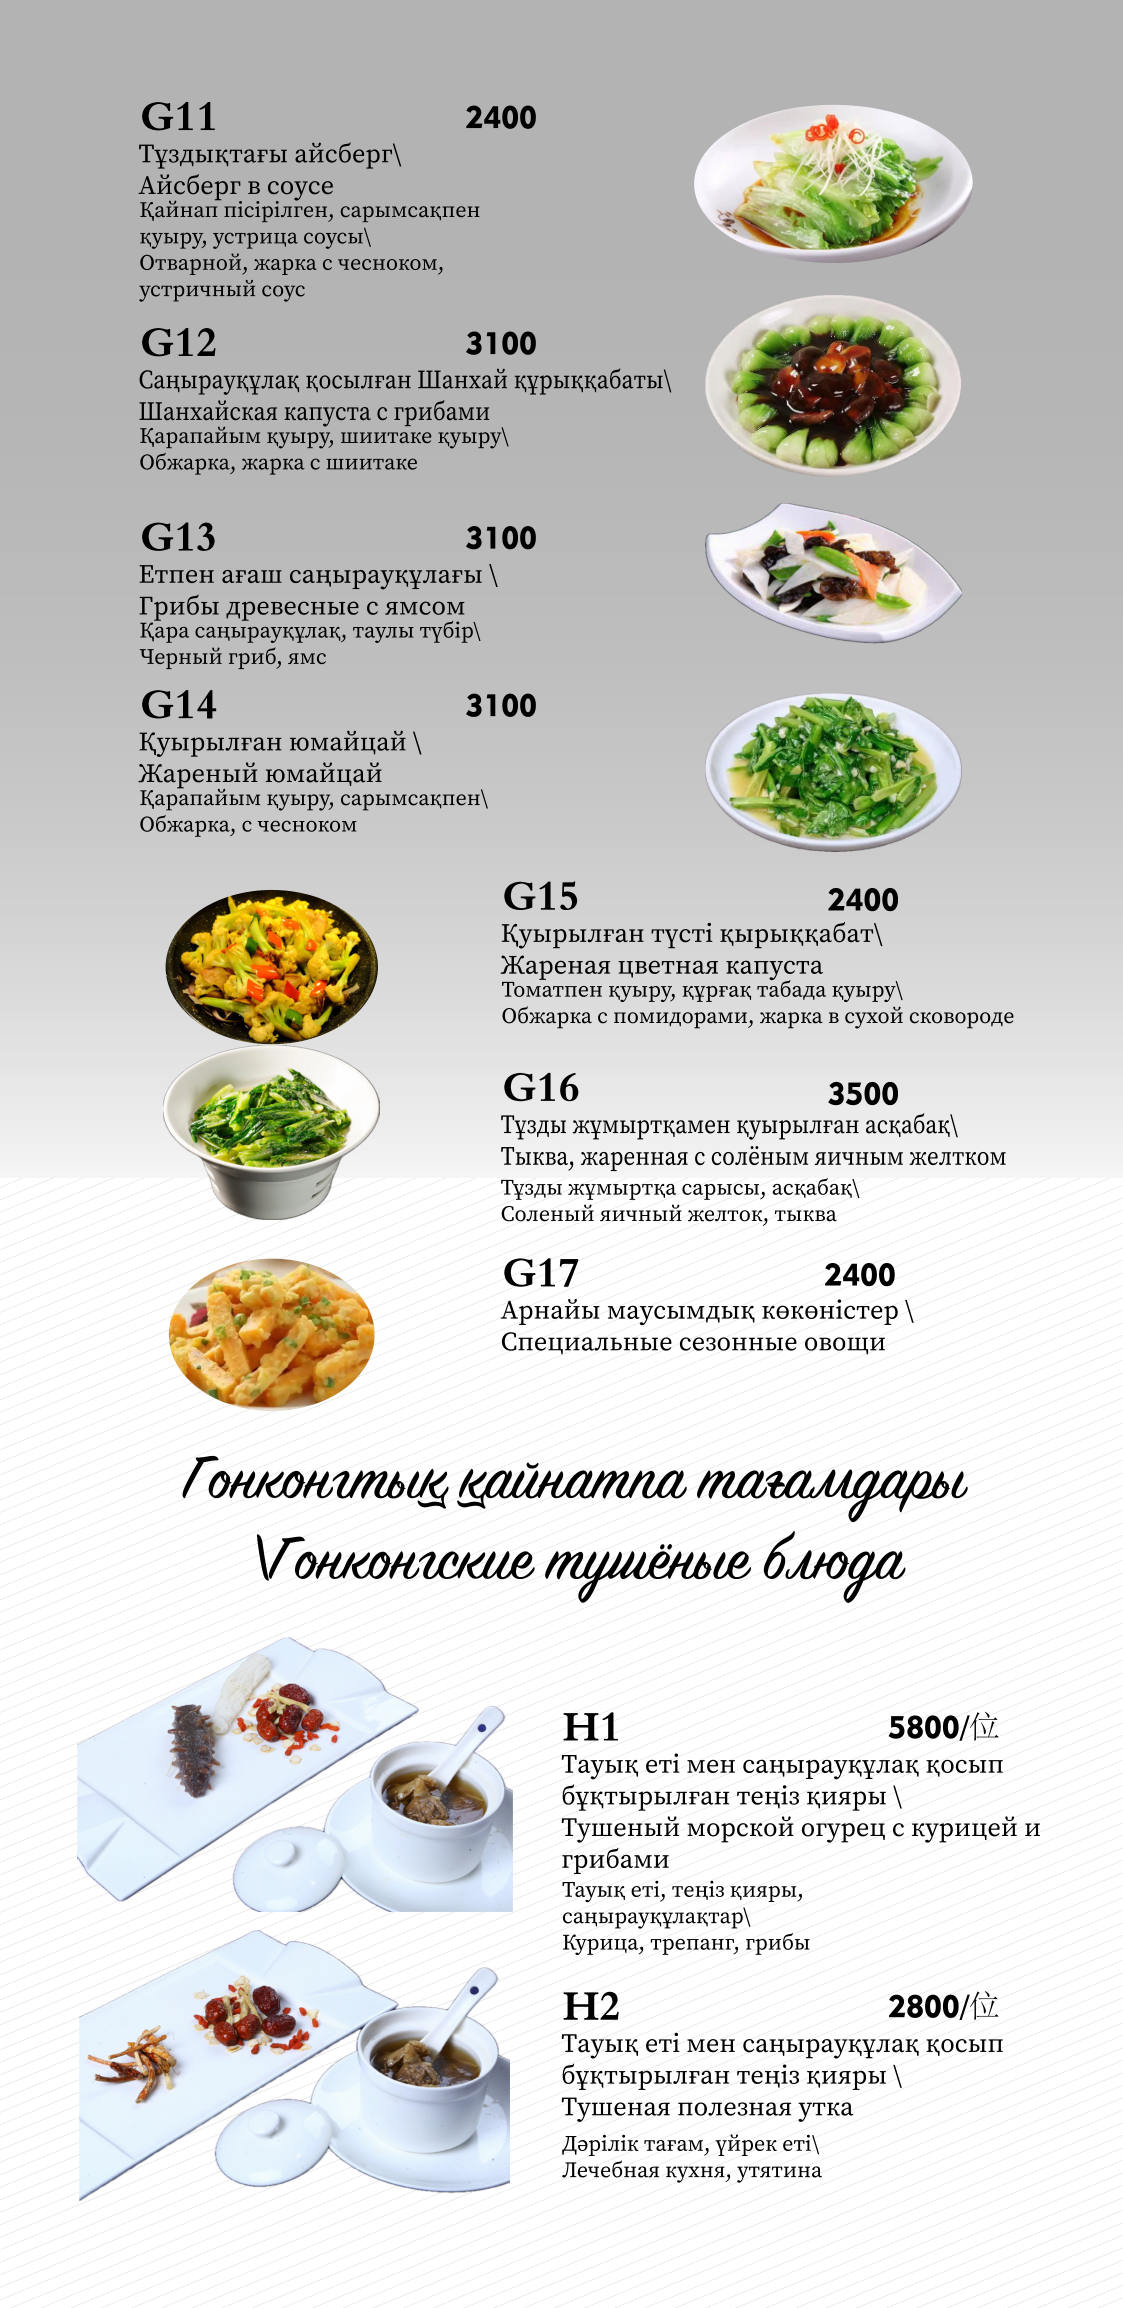 G11 2400
Тұздықтағы айсберг\
Айсберг в соусе
Қайнап пісірілген, сарымсақпен
қуыру, устрица соусы\
Отварной, жарка с чесноком,
устричный соус
G12 3100
Саңырауқұлақ қосылған Шанхай құрыққабаты\
Шанхайская капуста с грибами
Қарапайым қуыру, шиитаке қуыру\
Обжарка, жарка с шиитаке
G13 3100
Етпен ағаш саңырауқұлағы \
Грибы древесные с ямсом
Қара саңырауқұлақ, таулы түбір\
Черный гриб, ямс
G14 3100
Қуырылған юмайцай \
Жареный юмайцай
Қарапайым қуыру, сарымсақпен\
Обжарка, с чесноком
G15 2400
Қуырылған түсті қырыққабат\
Жареная цветная капуста
Томатпен қуыру, құрғақ табада қуыру\
Обжарка с помидорами, жарка в сухой сковороде
G16 3500
Тұзды жұмыртқамен қуырылған асқабақ\
Тыква, жаренная с солёным яичным желтком
Тұзды жұмыртқа сарысы, асқабақ\
Соленый яичный желток, тыква
G17 2400
Арнайы маусымдық көкөністер \
Специальные сезонные овощи
Гонконгтық қайнатпа тағамдары
\Гонконгские тушёные блюда
H1 5800/位
Тауық еті мен саңырауқұлақ қосып
бұқтырылған теңіз қияры \
Тушеный морской огурец с курицей и
грибами
Тауық еті, теңіз қияры,
саңырауқұлақтар\
Курица, трепанг, грибы
H2 2800/位
Тауық еті мен саңырауқұлақ қосып
бұқтырылған теңіз қияры \
Тушеная полезная утка
Дәрілік тағам, үйрек еті\
Лечебная кухня, утятина